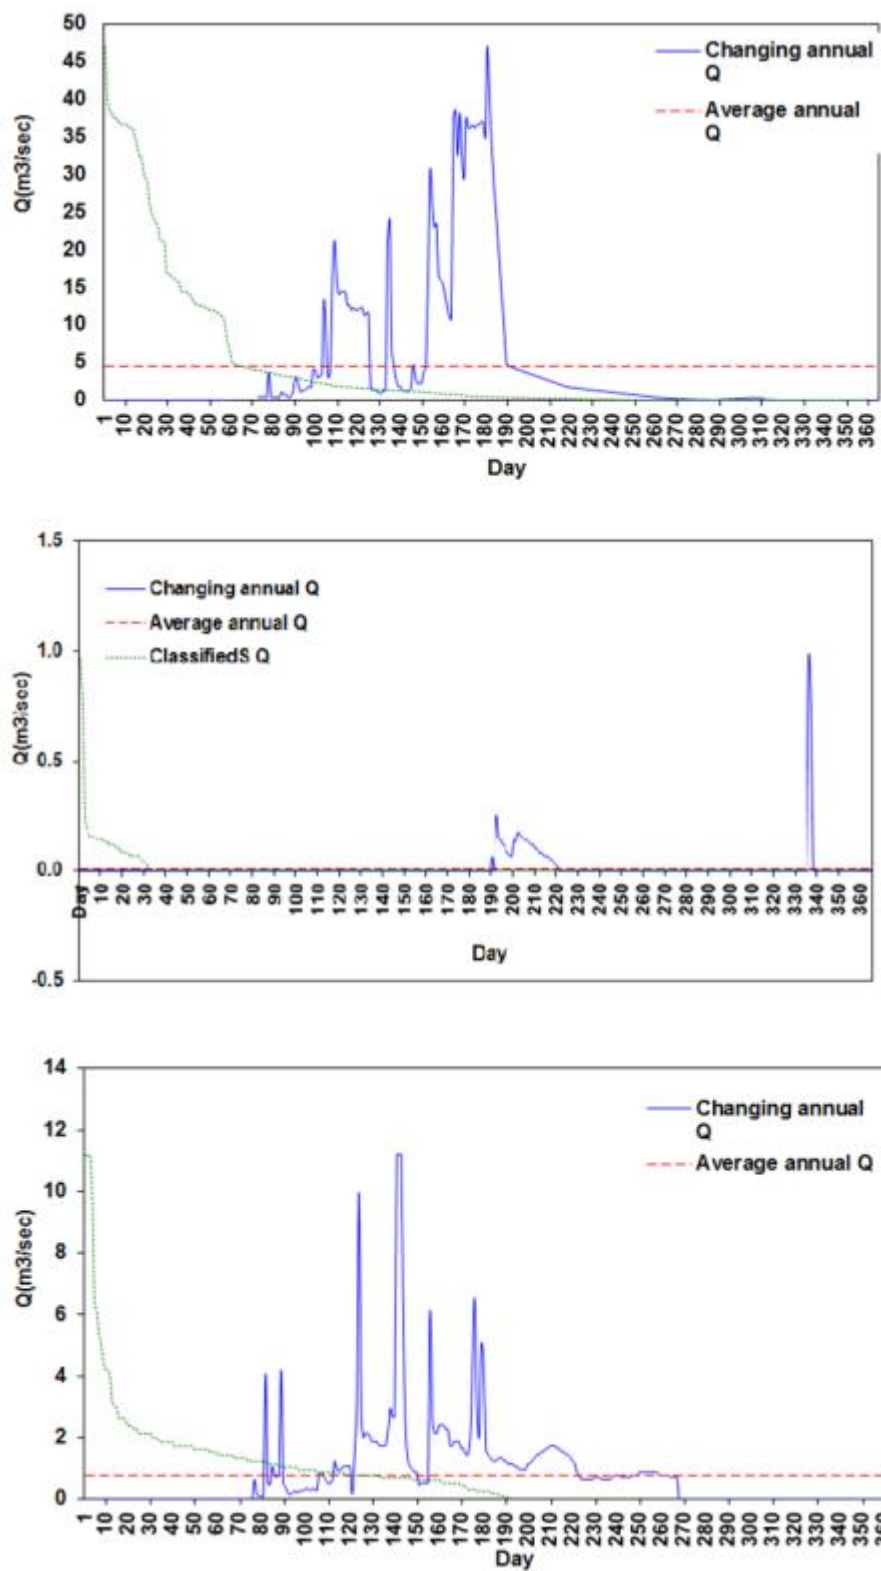 50
45
40
35
30
25
20
15
10
5
0
Q(m3/sec)
Changing annual
Q
Average annual
Q
1 10 20 30 50 60 70 90 100 110 130 140 150 170 180 190 200 210 220 230 240 250 260 270 280 290 300 310 320 330 340 350 360
Day
1.5
1.0
0.5
0.0
-0.5
Q(m3/sec)
Changing annual Q
Average annual Q
ClassifiedS Q
Day 10 20 30 40 50 60 70 80 90 100 110 120 130 140 150 160 170 180 190 200 210 220 230 240 250 260 270 280 290 300 310 320 330 340 350 360
Day
14
12
10
8
6
4
2
0
Q(m3/sec)
Changing annual
Q
Average annual Q
1 10 20 30 50 60 70 80 90 100 110 120 130 140 150 160 170 180 190 200 210 220 230 240 250 260 270 290 300 310 320 330 340 350 360
Day